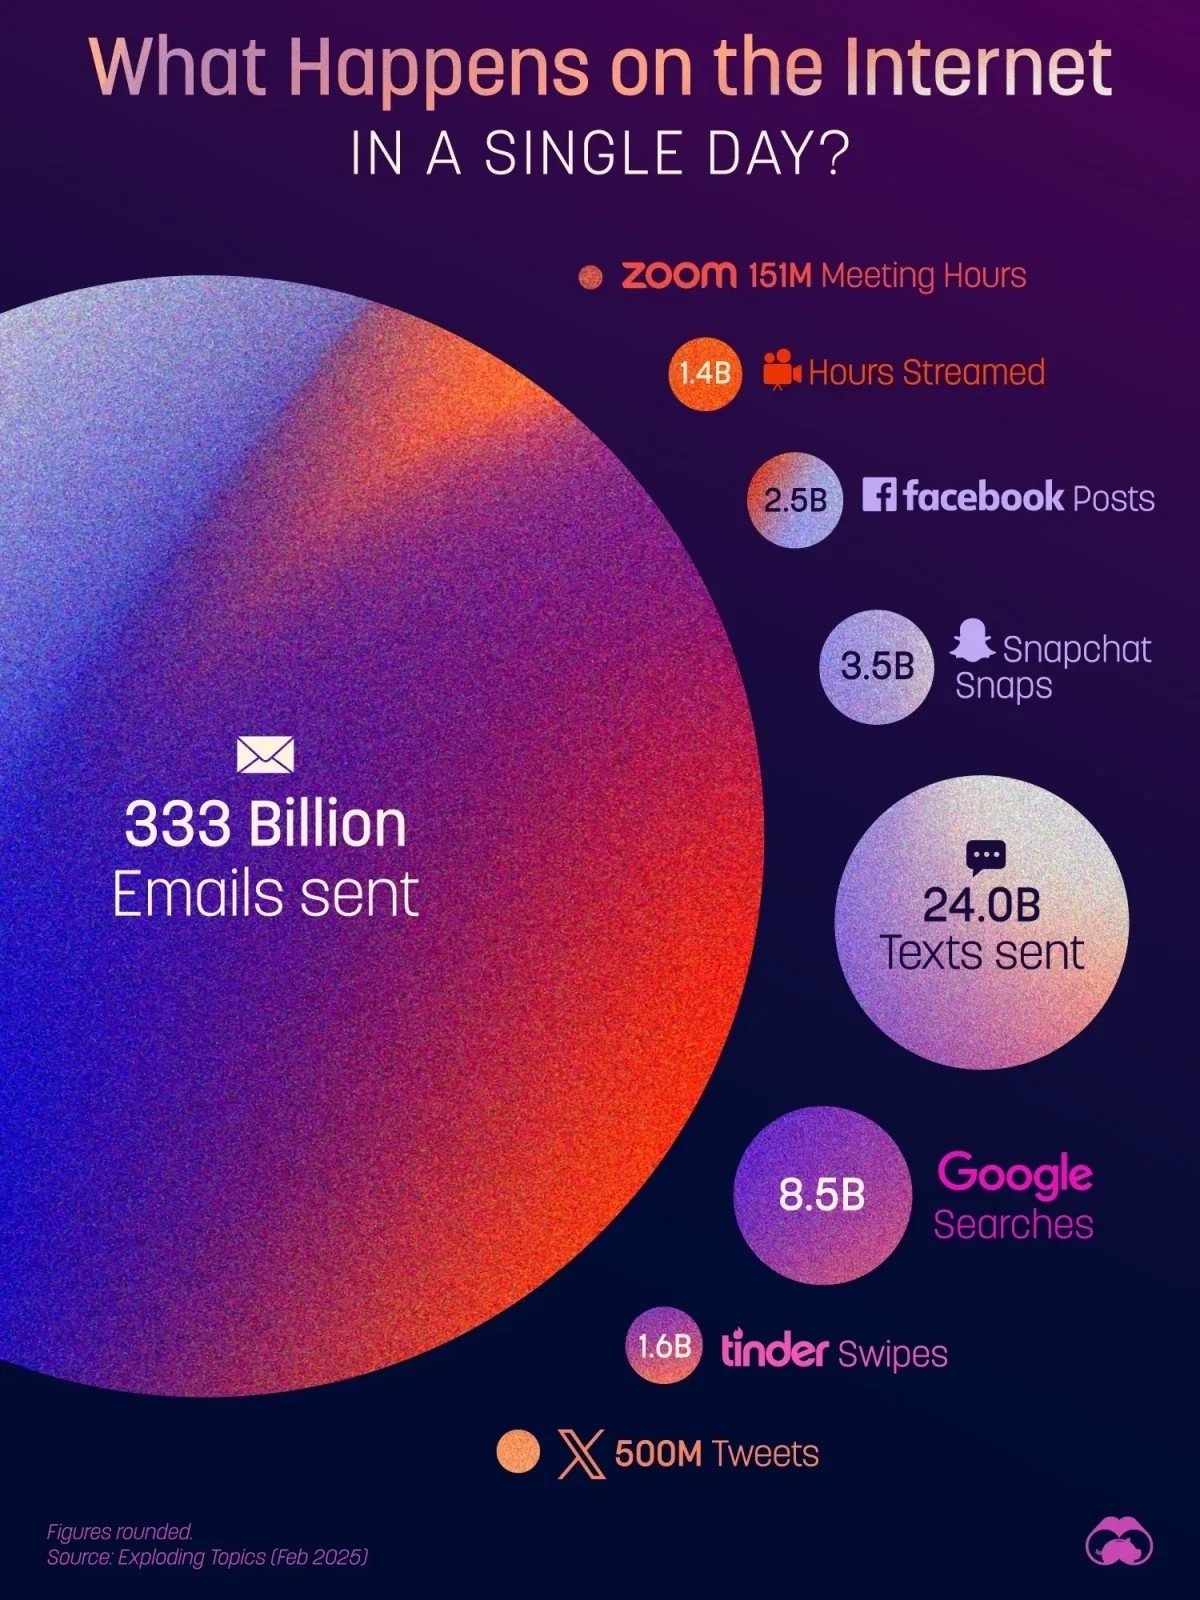 What Happens on the Internet
IN A SINGLE DAY?
zoom 151M Meeting Hours
1.4B Hours Streamed
2.5B facebook Posts
3.5B Snapchat
Snaps
333 Billion
Emails sent
24.0B
Texts sent
8.5B Google
Searches
1.6B tinder Swipes
X 500M Tweets
Figures rounded.
Source: Exploding Topics (Feb 2025)